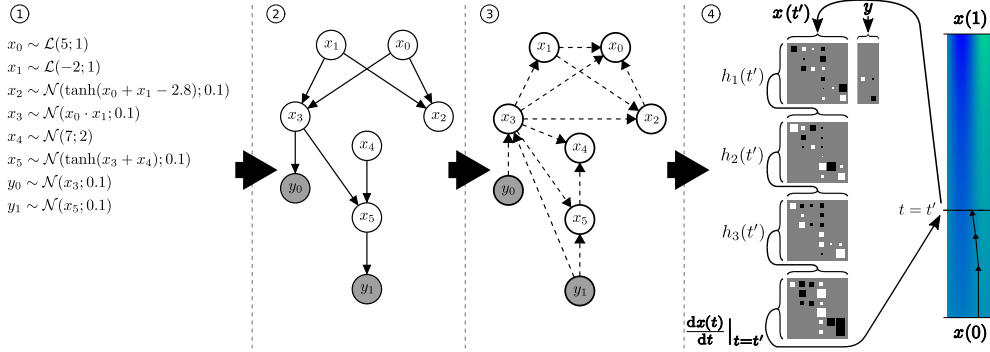 ①
x₀ ∼ 𝓛(5; 1)
x₁ ∼ 𝓛(−2; 1)
x₂ ∼ 𝒩(tanh(x₀ + x₁ − 2.8); 0.1)
x₃ ∼ 𝒩(x₀ · x₁; 0.1)
x₄ ∼ 𝒩(7; 2)
x₅ ∼ 𝒩(tanh(x₃ + x₄); 0.1)
y₀ ∼ 𝒩(x₃; 0.1)
y₁ ∼ 𝒩(x₅; 0.1)
②
x₁ x₀
x₃ x₂
x₄
y₀
x₅
y₁
③
x₁ x₀
x₃ x₂
x₄
y₀
x₅
y₁
④
x(t′) y
h₁(t′)
h₂(t′)
h₃(t′)
dx(t)/dt |t=t′
x(1)
t = t′
x(0)